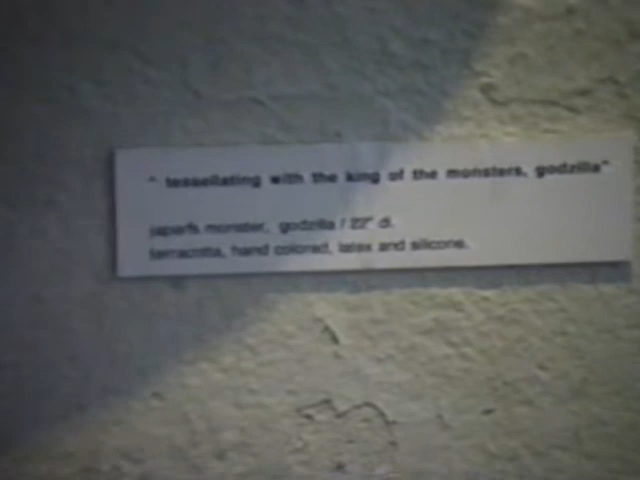 " tessellating with the king of the monsters, godzilla"
japan's monster, godzilla / 22" di.
terracotta, hand colored, latex and silicone.